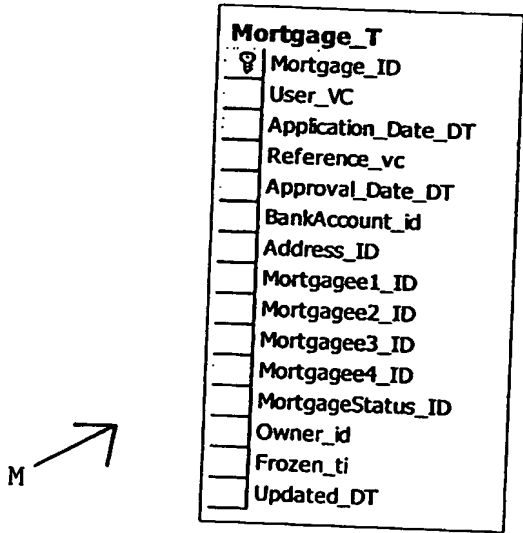 Mortgage_T
Mortgage_ID
User_VC
Application_Date_DT
Reference_vc
Approval_Date_DT
BankAccount_id
Address_ID
Mortgagee1_ID
Mortgagee2_ID
Mortgagee3_ID
Mortgagee4_ID
MortgageStatus_ID
Owner_id
Frozen_ti
Updated_DT
M